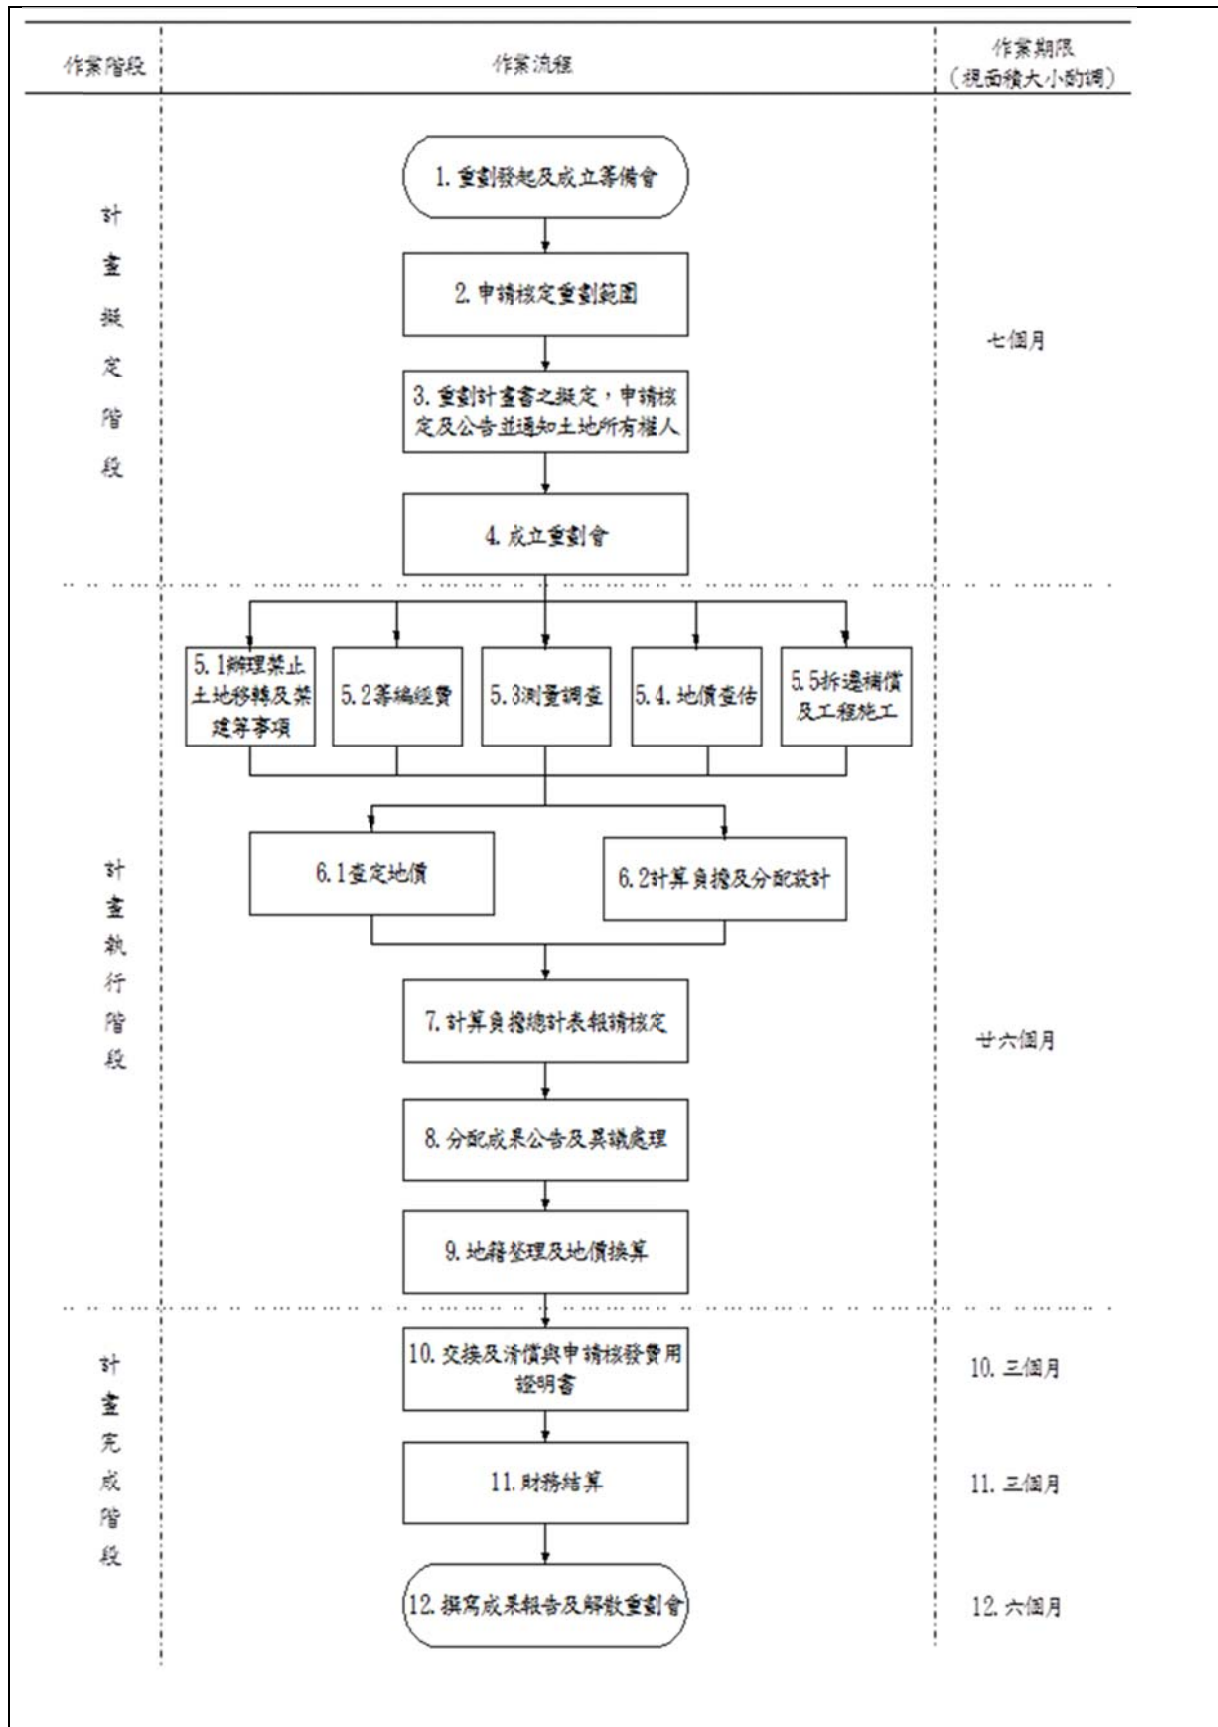 作業階段
作業流程
作業期限
(視面積大小酌調)
計畫擬定階段
1.重劃發起及成立籌備會
2.申請核定重劃範圍
3.重劃計畫書之擬定，申請核
定及公告並通知土地所有權人
4.成立重劃會
七個月
計畫執行階段
5.1辦理禁止
土地移轉及禁
建等事項
5.2籌編經費
5.3測量調查
5.4.地價查估
5.5拆遷補償
及工程施工
6.1查定地價
6.2計算負擔及分配設計
7.計算負擔總計表報請核定
8.分配成果公告及異議處理
9.地籍整理及地價換算
廿六個月
計畫完成階段
10.交接及清償與申請核發費用
證明書
10.三個月
11.財務結算
11.三個月
12.撰寫成果報告及解散重劃會
12.六個月